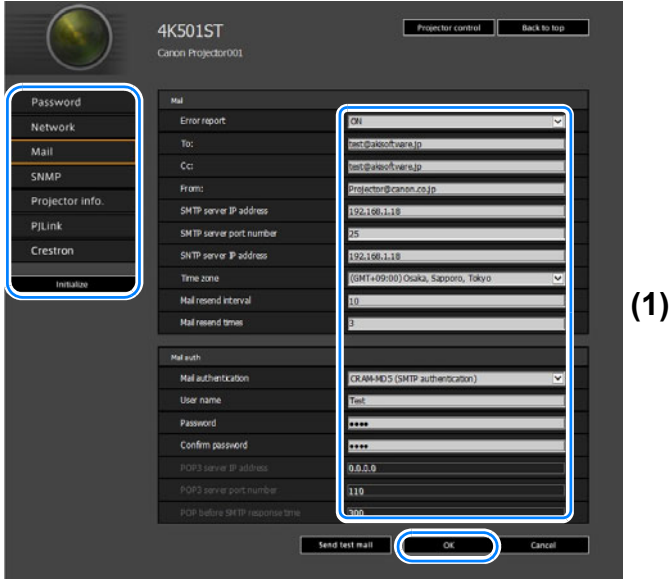 4K501ST
Projector control
Back to top
Canon Projector001
Password
Network
Mail
SNMP
Projector info.
PJLink
Crestron
Initialize
Mail
Error report ON
To: test@akisoftware.jp
Cc: test@akisoftware.jp
From: Projector@canon.co.jp
SMTP server IP address 192.168.1.18
SMTP server port number 25
SNTP server IP address 192.168.1.18
Time zone (GMT+09:00) Osaka, Sapporo, Tokyo
Mail resend interval 10
Mail resend times 3
Mail auth
Mail authentication CRAM-MD5 (SMTP authentication)
User name Test
Password ••••
Confirm password ••••
POP3 server IP address 0.0.0.0
POP3 server port number 110
POP before SMTP response time 300
Send test mail
OK
Cancel
(1)